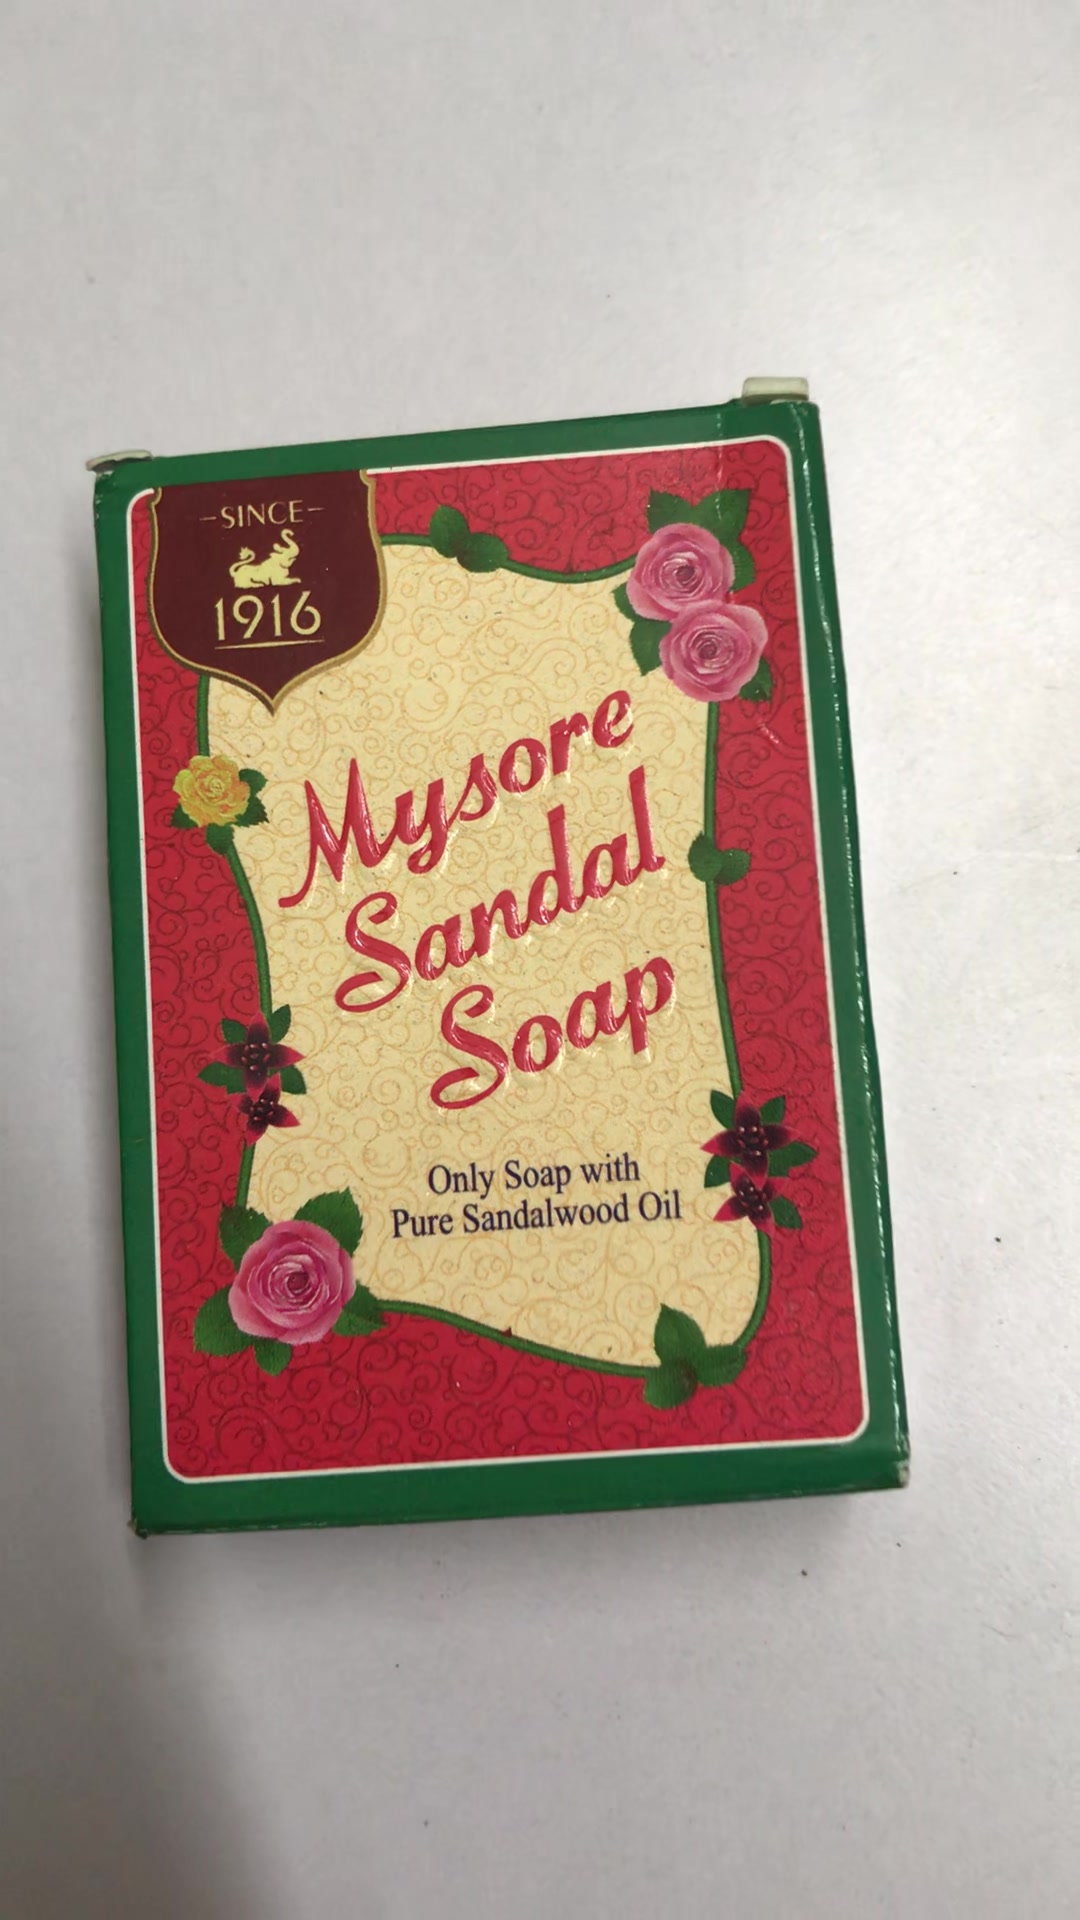 -SINCE-
1916
Mysore
Sandal
Soap
Only Soap with
Pure Sandalwood Oil